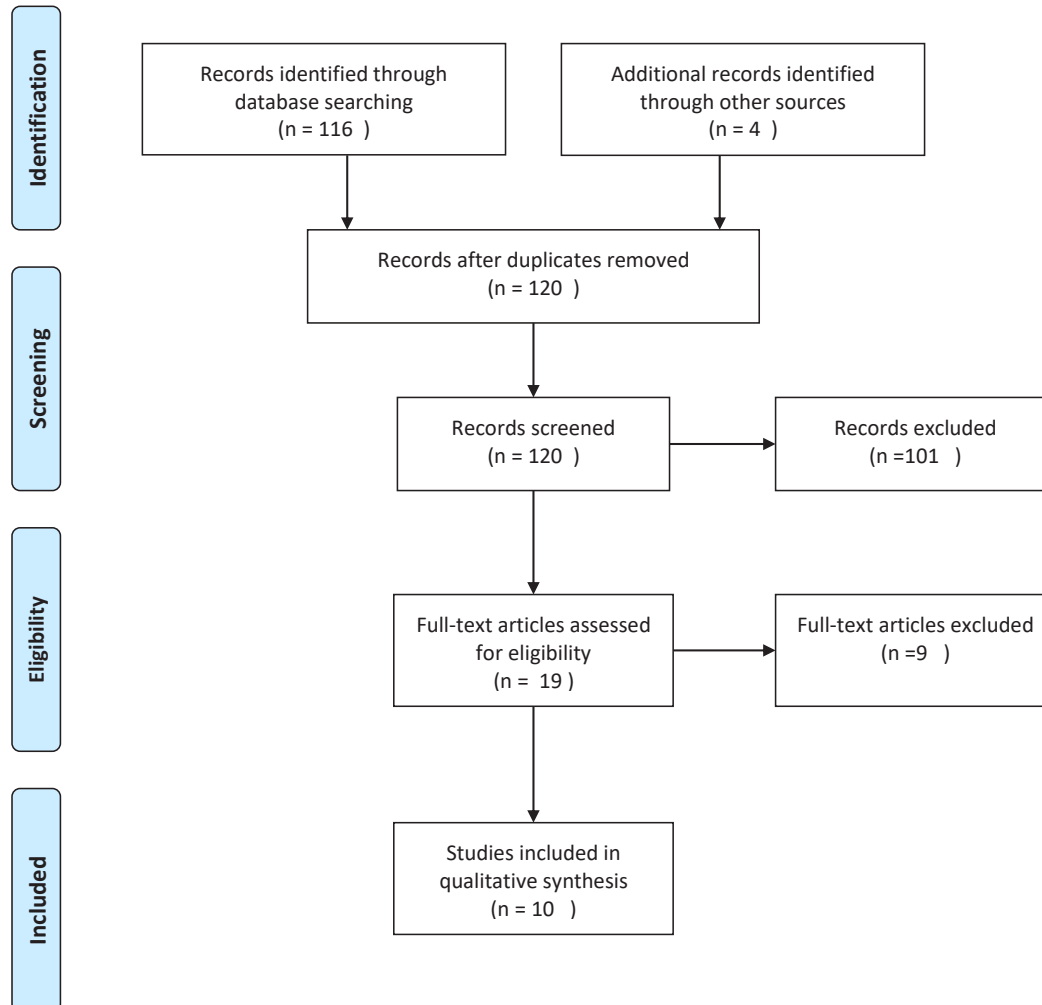 Identification
Records identified through
database searching
(n = 116  )
Additional records identified
through other sources
(n = 4  )
Records after duplicates removed
(n = 120  )
Screening
Records screened
(n = 120  )
Records excluded
(n =101  )
Eligibility
Full-text articles assessed
for eligibility
(n =  19 )
Full-text articles excluded
(n =9  )
Included
Studies included in
qualitative synthesis
(n = 10  )